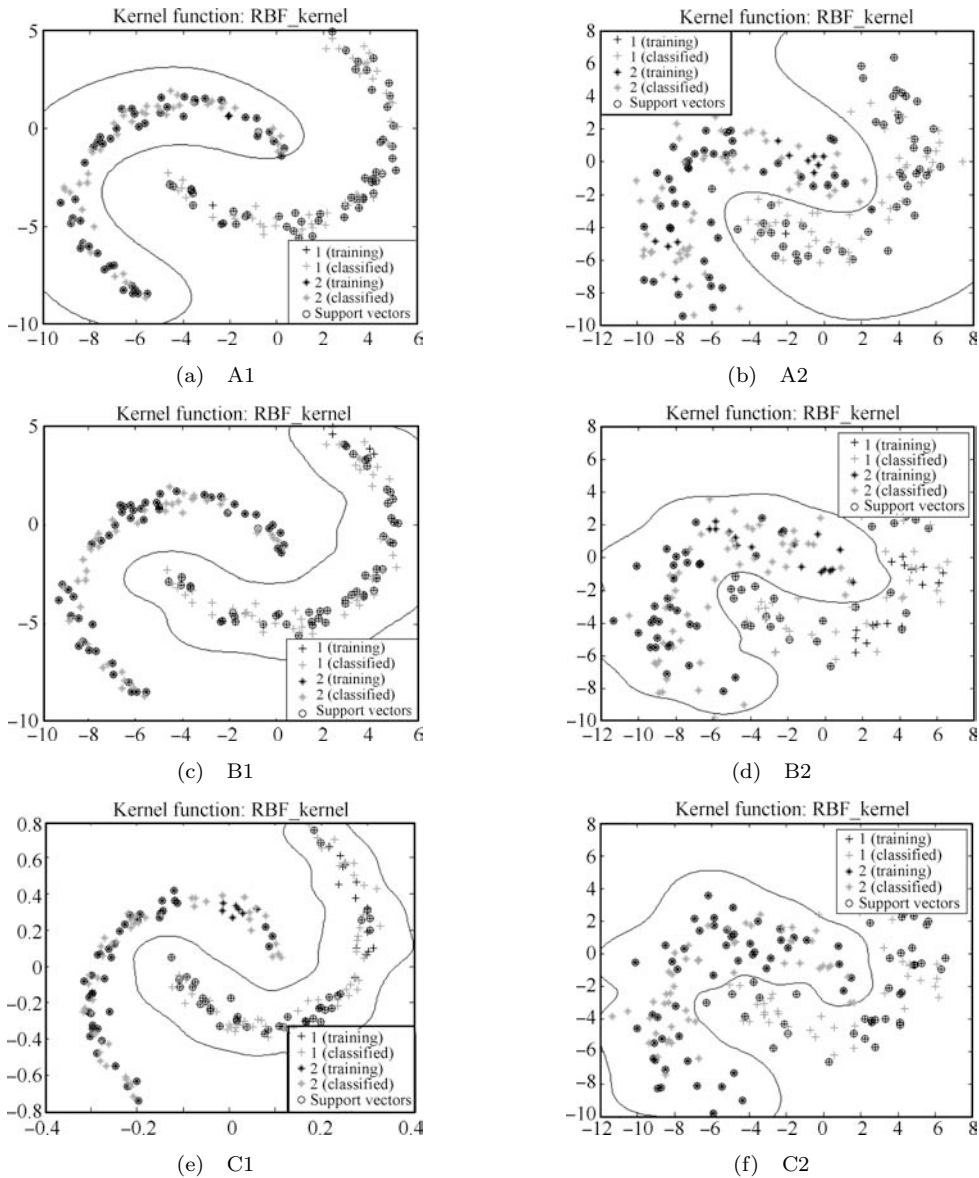 Kernel function: RBF_kernel
5
0
−5
−10
−10 −8 −6 −4 −2 0 2 4 6
1 (training)
1 (classified)
2 (training)
2 (classified)
Support vectors
(a) A1
Kernel function: RBF_kernel
8
6
4
2
0
−2
−4
−6
−8
−10
−12 −10 −8 −6 −4 −2 0 2 4 6 8
1 (training)
1 (classified)
2 (training)
2 (classified)
Support vectors
(b) A2
Kernel function: RBF_kernel
5
0
−5
−10
−10 −8 −6 −4 −2 0 2 4 6
1 (training)
1 (classified)
2 (training)
2 (classified)
Support vectors
(c) B1
Kernel function: RBF_kernel
8
6
4
2
0
−2
−4
−6
−8
−10
−12 −10 −8 −6 −4 −2 0 2 4 6 8
1 (training)
1 (classified)
2 (training)
2 (classified)
Support vectors
(d) B2
Kernel function: RBF_kernel
0.8
0.6
0.4
0.2
0
−0.2
−0.4
−0.6
−0.8
−0.4 −0.2 0 0.2 0.4
1 (training)
1 (classified)
2 (training)
2 (classified)
Support vectors
(e) C1
Kernel function: RBF_kernel
8
6
4
2
0
−2
−4
−6
−8
−10
−12 −10 −8 −6 −4 −2 0 2 4 6 8
1 (training)
1 (classified)
2 (training)
2 (classified)
Support vectors
(f) C2